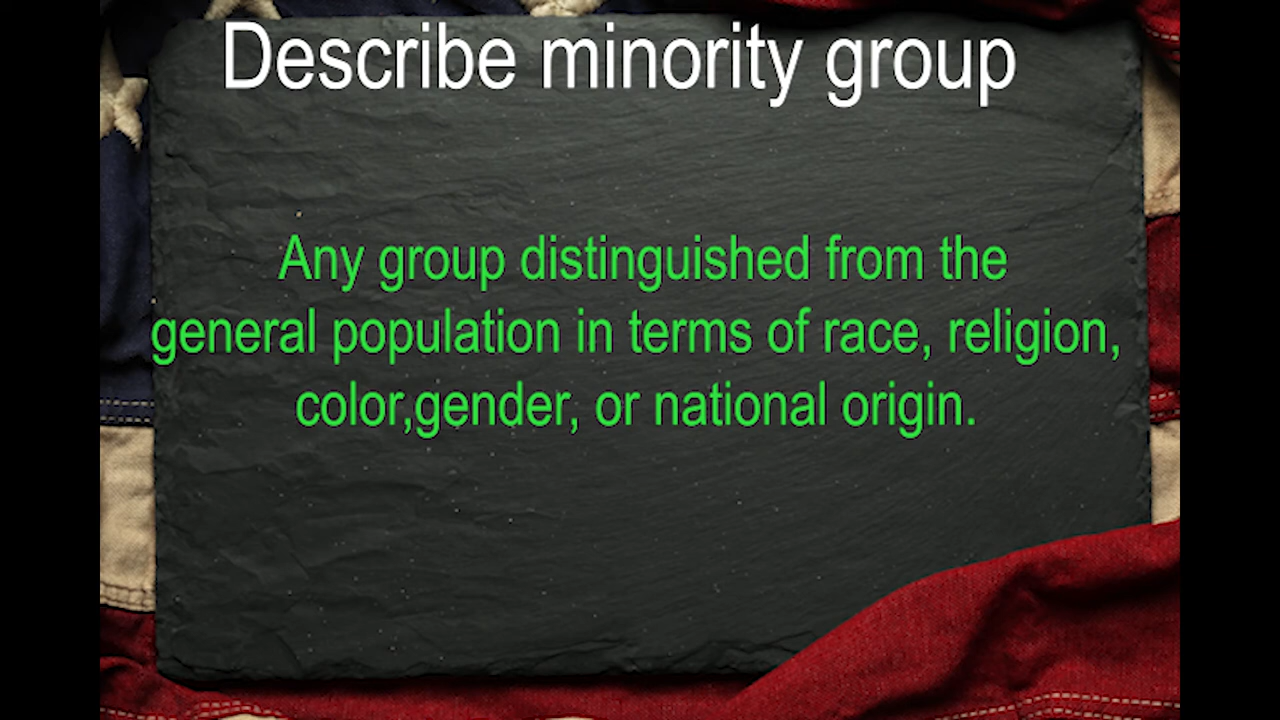 Describe minority group
Any group distinguished from the
general population in terms of race, religion,
color,gender, or national origin.